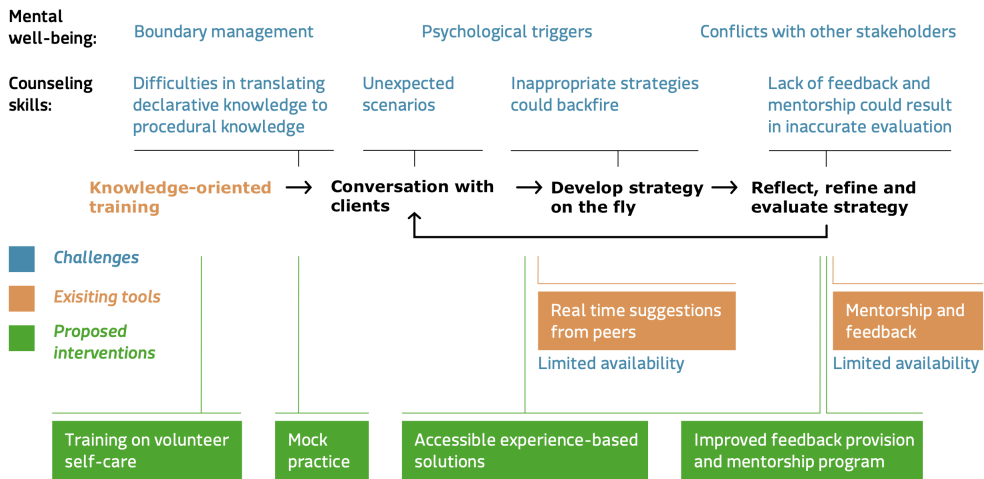 Mental
well-being:
Boundary management
Psychological triggers
Conflicts with other stakeholders
Counseling
skills:
Difficulties in translating
declarative knowledge to
procedural knowledge
Unexpected
scenarios
Inappropriate strategies
could backfire
Lack of feedback and
mentorship could result
in inaccurate evaluation
Knowledge-oriented
training
Conversation with
clients
Develop strategy
on the fly
Reflect, refine and
evaluate strategy
Challenges
Exisiting tools
Proposed
interventions
Real time suggestions
from peers
Limited availability
Mentorship and
feedback
Limited availability
Training on volunteer
self-care
Mock
practice
Accessible experience-based
solutions
Improved feedback provision
and mentorship program